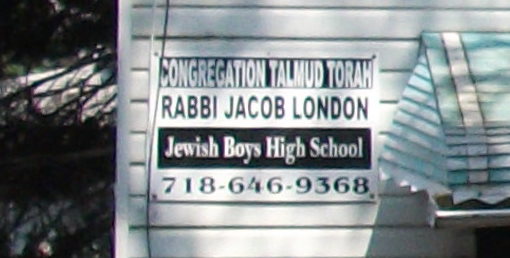 CONGREGATION TALMUD TORAH
RABBI JACOB LONDON
Jewish Boys High School
718-646-9368